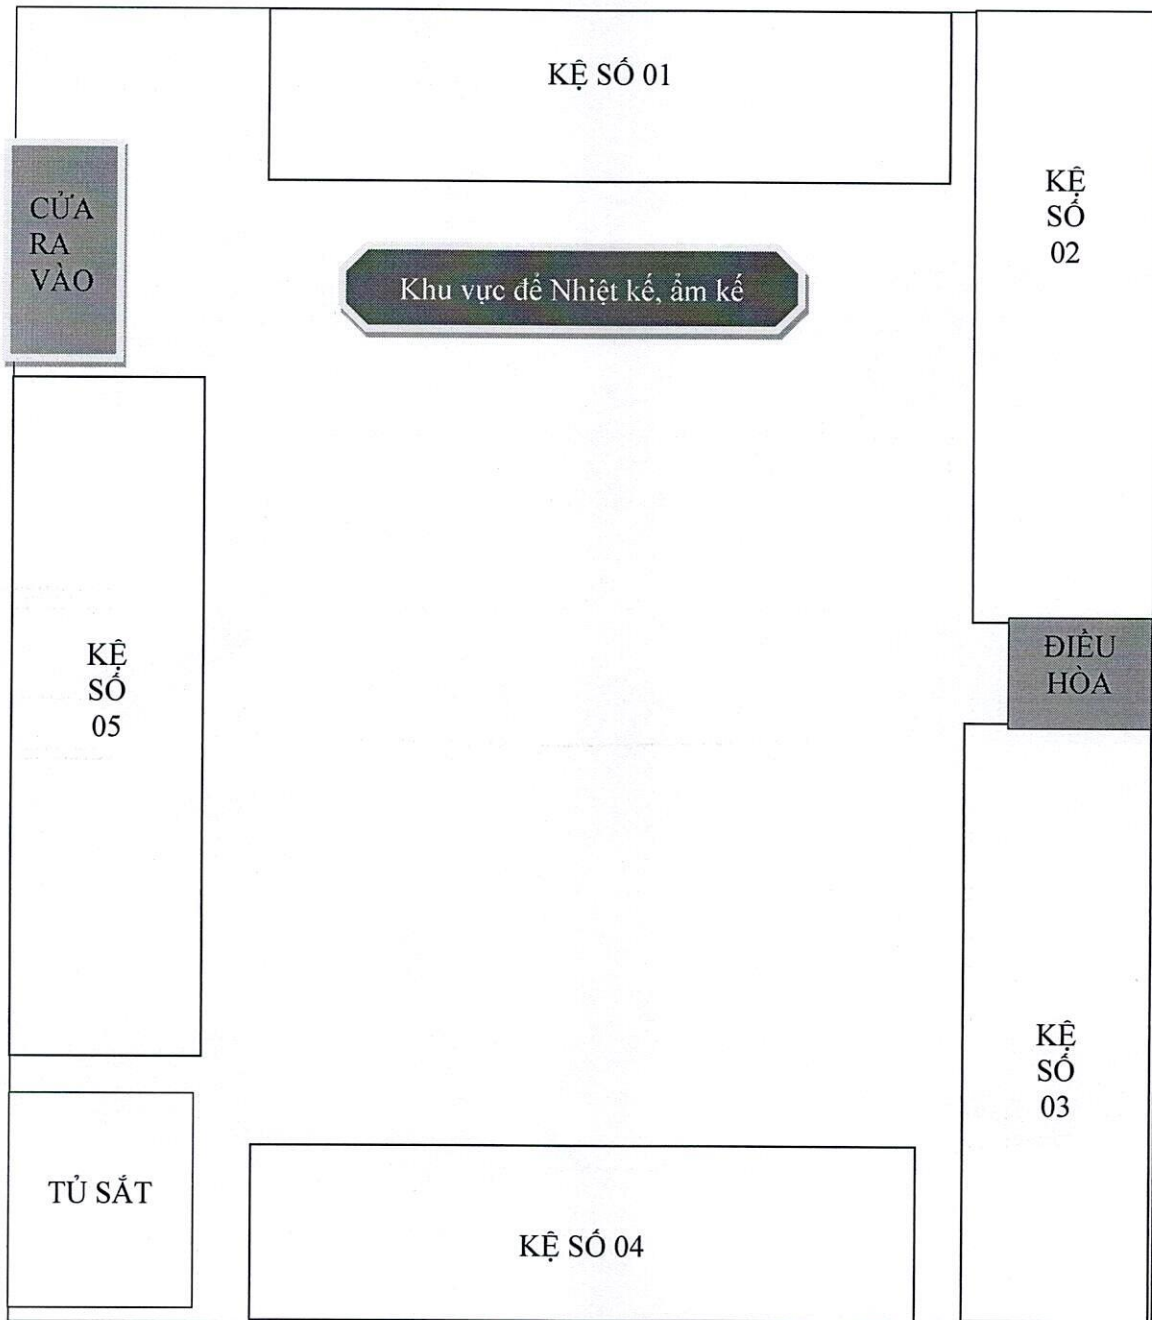 KỆ SỐ 01
KỆ
SỐ
02
CỬA
RA
VÀO
Khu vực để Nhiệt kế, ẩm kế
KỆ
SỐ
05
ĐIỀU
HÒA
KỆ
SỐ
03
TỦ SẮT
KỆ SỐ 04